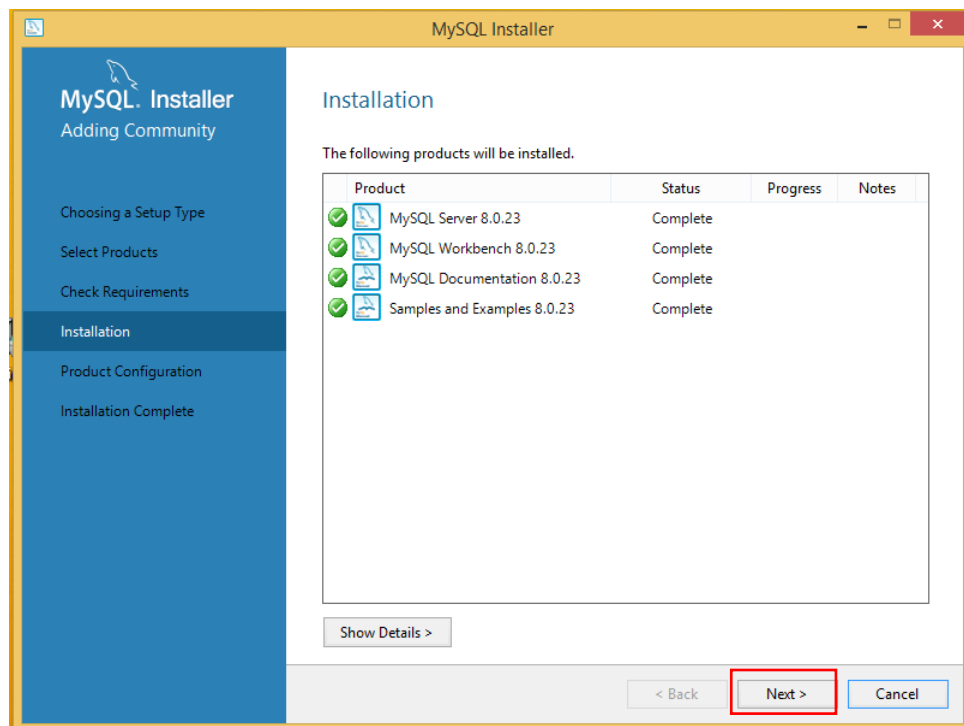 MySQL Installer
MySQL. Installer
Adding Community
Choosing a Setup Type
Select Products
Check Requirements
Installation
Product Configuration
Installation Complete
Installation
The following products will be installed.
Product Status Progress Notes
MySQL Server 8.0.23 Complete
MySQL Workbench 8.0.23 Complete
MySQL Documentation 8.0.23 Complete
Samples and Examples 8.0.23 Complete
Show Details >
< Back Next > Cancel